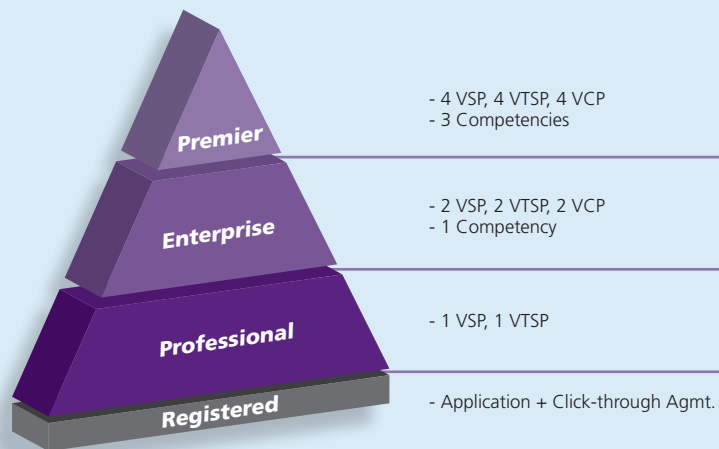 Premier
- 4 VSP, 4 VTSP, 4 VCP
- 3 Competencies
Enterprise
- 2 VSP, 2 VTSP, 2 VCP
- 1 Competency
Professional
- 1 VSP, 1 VTSP
Registered
- Application + Click-through Agmt.